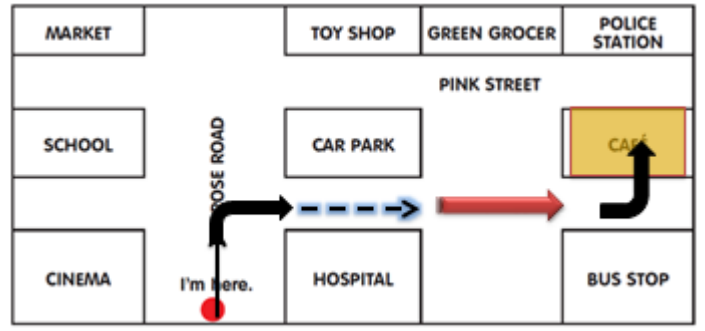 MARKET
TOY SHOP
GREEN GROCER
POLICE
STATION
PINK STREET
SCHOOL
ROSE ROAD
CAR PARK
CAFÉ
CINEMA
I'm here.
HOSPITAL
BUS STOP